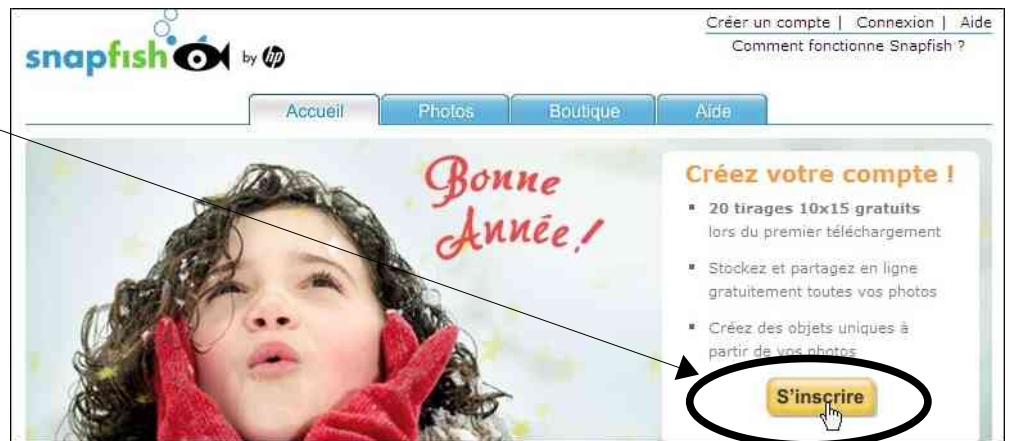 Créer un compte | Connexion | Aide
Comment fonctionne Snapfish ?
snapfish by hp
Accueil Photos Boutique Aide
Bonne
Année !
Créez votre compte !
20 tirages 10x15 gratuits
lors du premier téléchargement
Stockez et partagez en ligne
gratuitement toutes vos photos
Créez des objets uniques à
partir de vos photos
S'inscrire